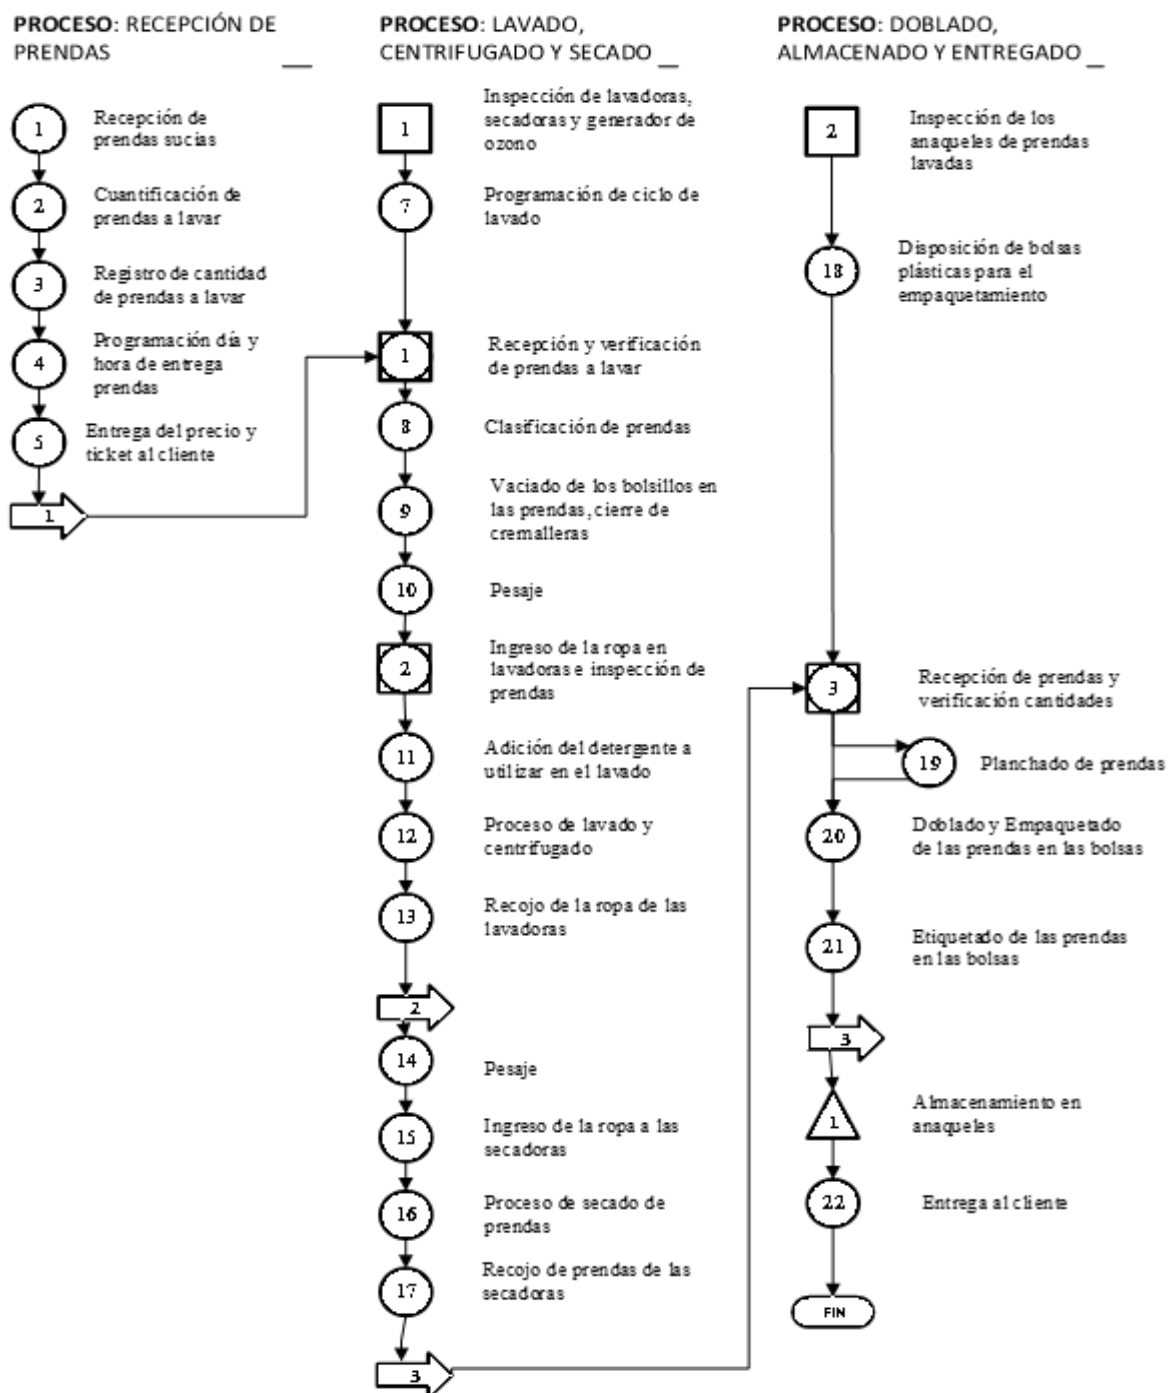 PROCESO: RECEPCIÓN DE
PRENDAS
1
Recepción de
prendas sucias
2
Cuantificación de
prendas a lavar
3
Registro de cantidad
de prendas a lavar
4
Programación día y
hora de entrega
prendas
5
Entrega del precio y
ticket al cliente
1
PROCESO: LAVADO,
CENTRIFUGADO Y SECADO
1
Inspección de lavadoras,
secadoras y generador de
ozono
7
Programación de ciclo de
lavado
1
Recepción y verificación
de prendas a lavar
8
Clasificación de prendas
9
Vaciado de los bolsillos en
las prendas, cierre de
cremalleras
10
Pesaje
2
Ingreso de la ropa en
lavadoras e inspección de
prendas
11
Adición del detergente a
utilizar en el lavado
12
Proceso de lavado y
centrifugado
13
Recojo de la ropa de las
lavadoras
2
14
Pesaje
15
Ingreso de la ropa a las
secadoras
16
Proceso de secado de
prendas
17
Recojo de prendas de las
secadoras
3
PROCESO: DOBLADO,
ALMACENADO Y ENTREGADO
2
Inspección de los
anaqueles de prendas
lavadas
18
Disposición de bolsas
plásticas para el
empaquetamiento
3
Recepción de prendas y
verificación cantidades
19
Planchado de prendas
20
Doblado y Empaquetado
de las prendas en las bolsas
21
Etiquetado de las prendas
en las bolsas
3
1
Almacenamiento en
anaqueles
22
Entrega al cliente
FIN